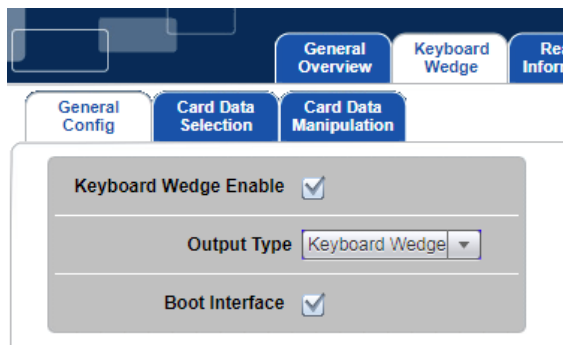 General
Overview
Keyboard
Wedge
General
Config
Card Data
Selection
Card Data
Manipulation
Keyboard Wedge Enable
Output Type Keyboard Wedge
Boot Interface